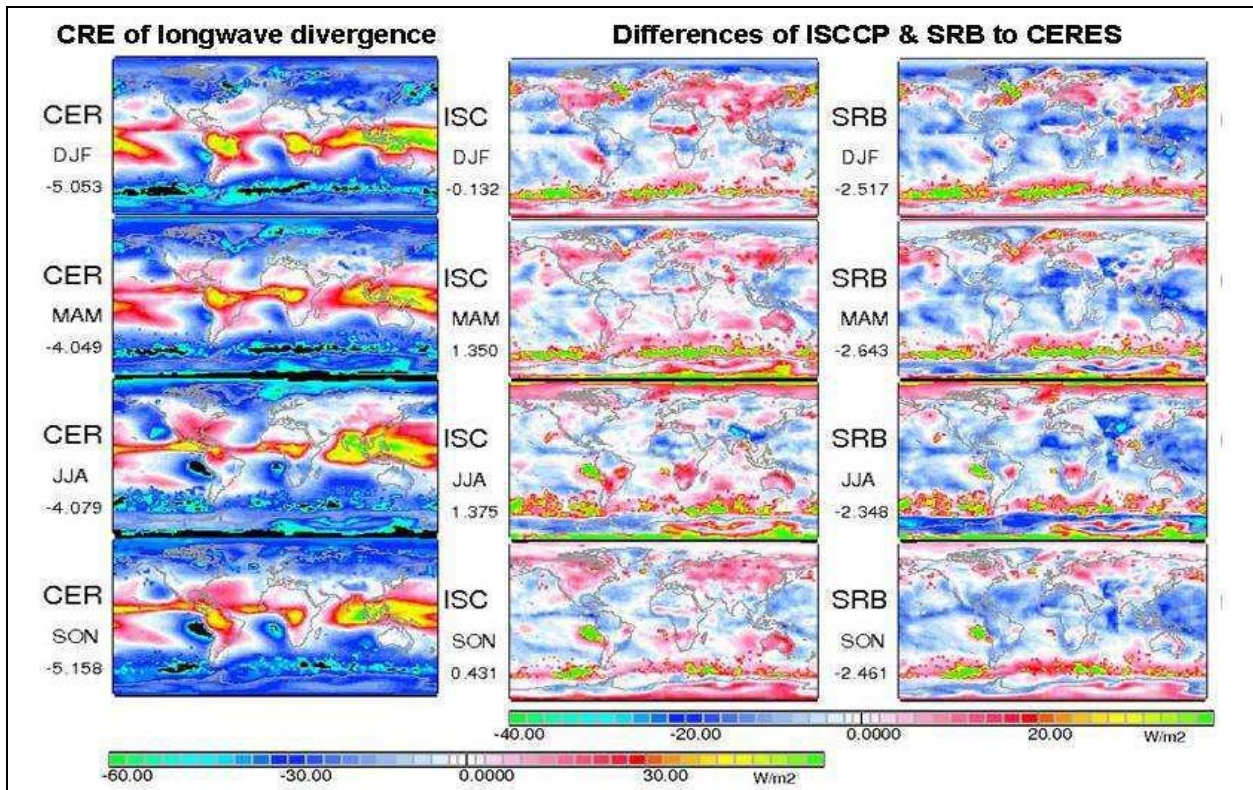 CRE of longwave divergence
Differences of ISCCP & SRB to CERES
CER
DJF
-5.053
ISC
DJF
-0.132
SRB
DJF
-2.517
CER
MAM
-4.049
ISC
MAM
1.350
SRB
MAM
-2.643
CER
JJA
-4.079
ISC
JJA
1.375
SRB
JJA
-2.348
CER
SON
-5.158
ISC
SON
0.431
SRB
SON
-2.461
-40.00 -20.00 0.0000 20.00 W/m2
-60.00 -30.00 0.0000 30.00 W/m2